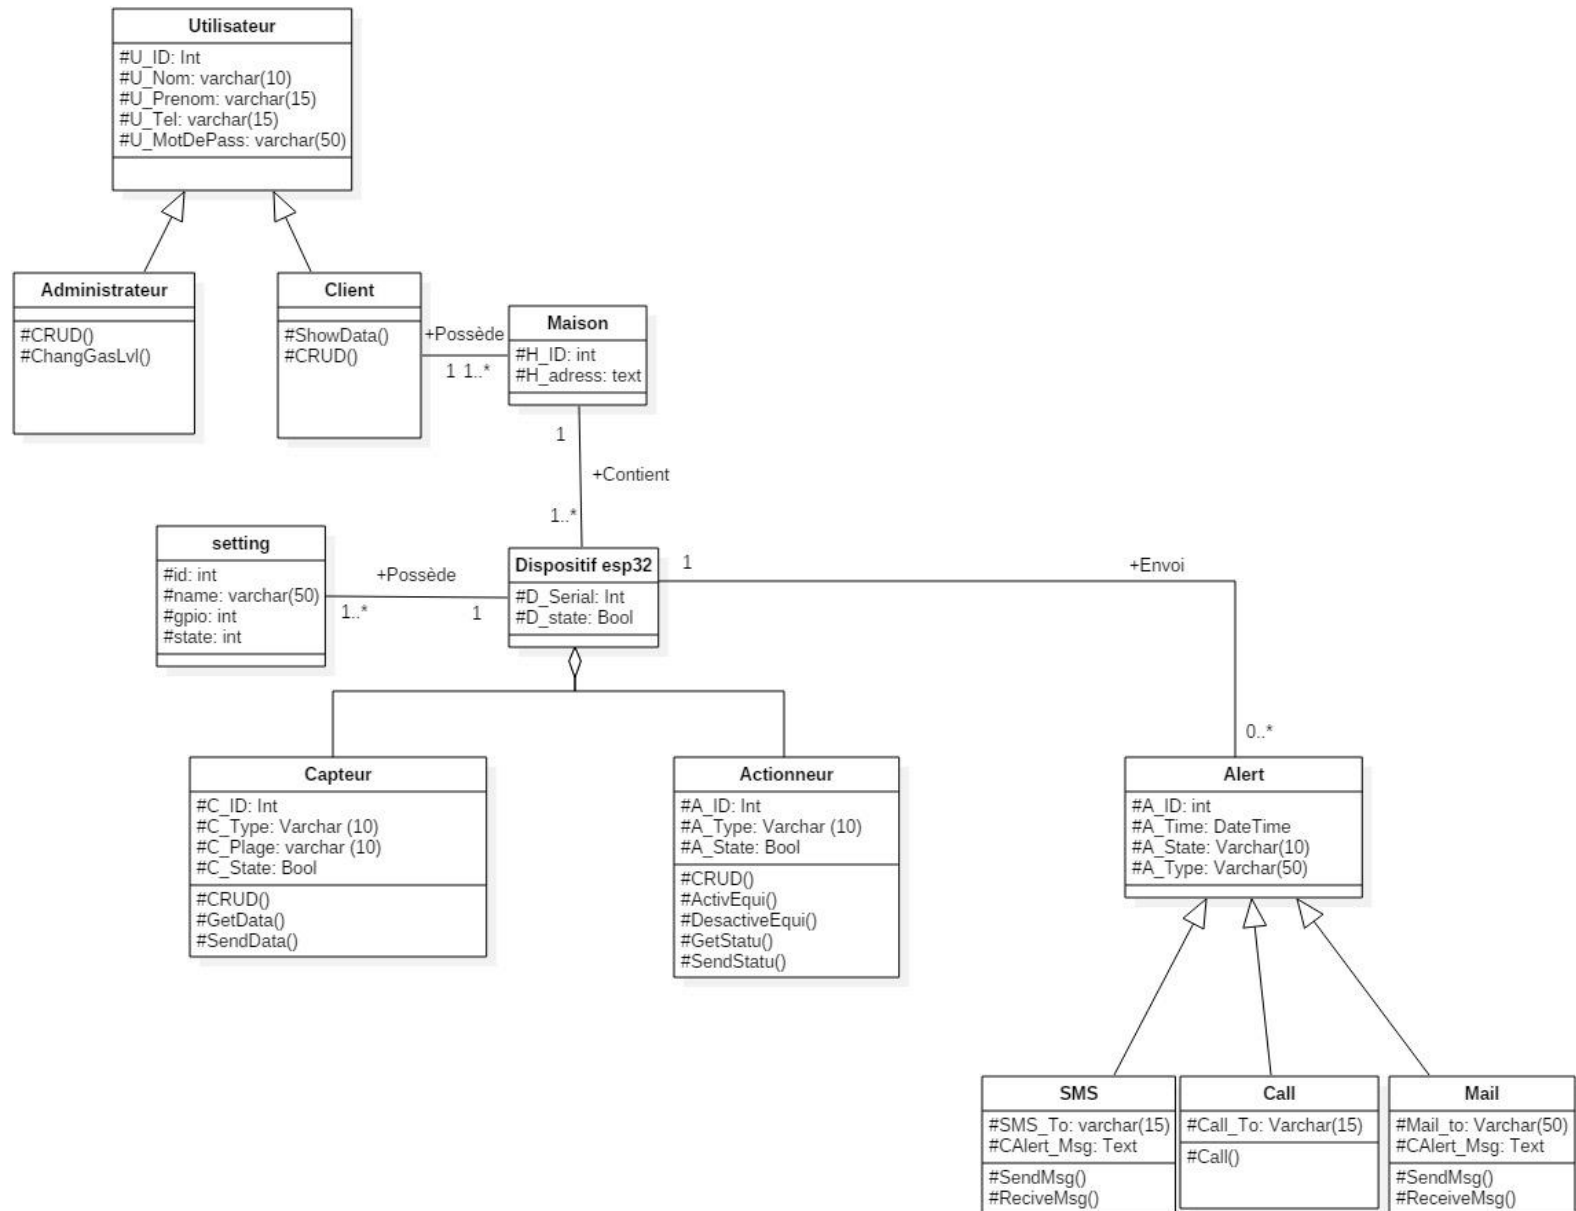 Utilisateur
#U_ID: Int
#U_Nom: varchar(10)
#U_Prenom: varchar(15)
#U_Tel: varchar(15)
#U_MotDePass: varchar(50)
Administrateur
#CRUD()
#ChangGasLvl()
Client
#ShowData()
#CRUD()
+Possède
1 1..*
Maison
#H_ID: int
#H_adress: text
1
+Contient
1..*
setting
#id: int
#name: varchar(50)
#gpio: int
#state: int
+Possède
1..*
1
Dispositif esp32
#D_Serial: Int
#D_state: Bool
1
+Envoi
0..*
Capteur
#C_ID: Int
#C_Type: Varchar (10)
#C_Plage: varchar (10)
#C_State: Bool
#CRUD()
#GetData()
#SendData()
Actionneur
#A_ID: Int
#A_Type: Varchar (10)
#A_State: Bool
#CRUD()
#ActivEqui()
#DesactiveEqui()
#GetStatu()
#SendStatu()
Alert
#A_ID: int
#A_Time: DateTime
#A_State: Varchar(10)
#A_Type: Varchar(50)
SMS
#SMS_To: varchar(15)
#CAlert_Msg: Text
#SendMsg()
#ReciveMsg()
Call
#Call_To: Varchar(15)
#Call()
Mail
#Mail_to: Varchar(50)
#CAlert_Msg: Text
#SendMsg()
#ReceiveMsg()